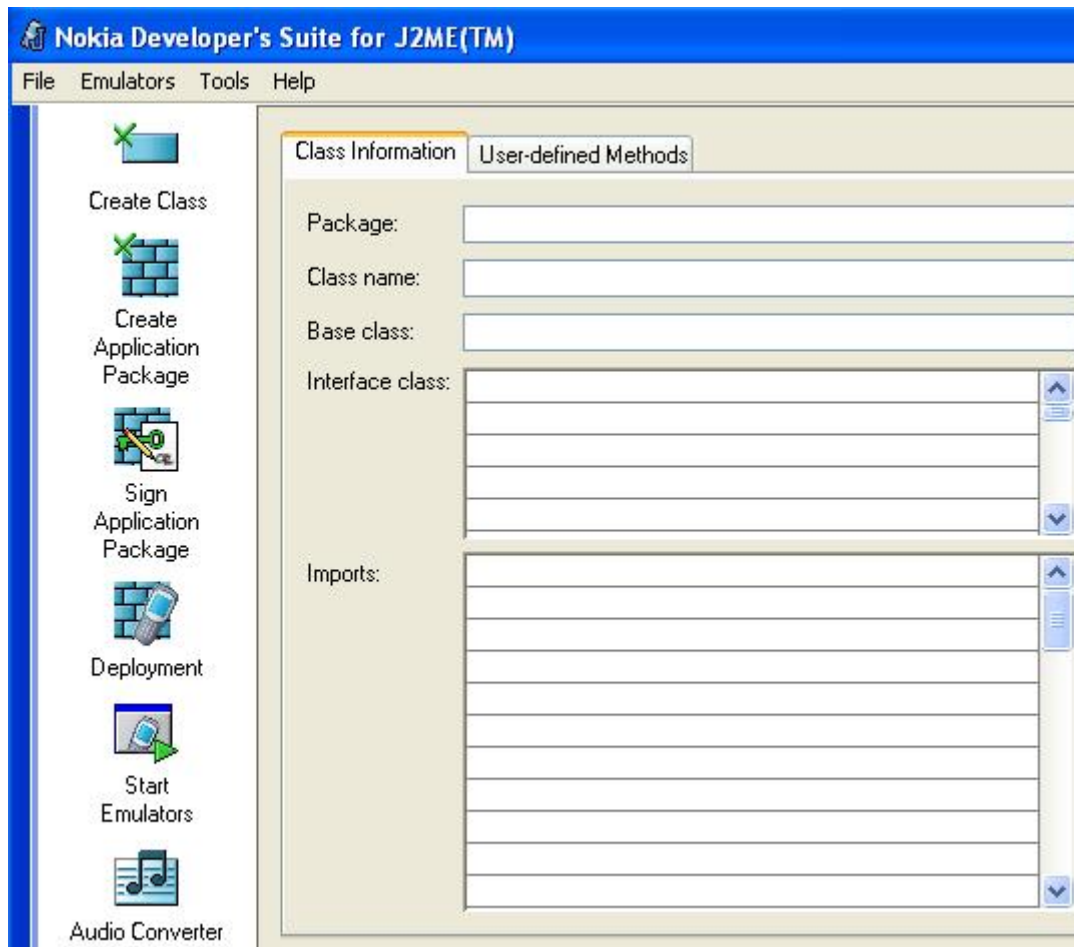 Nokia Developer's Suite for J2ME(TM)
File Emulators Tools Help
Create Class
Create
Application
Package
Sign
Application
Package
Deployment
Start
Emulators
Audio Converter
Class Information User-defined Methods
Package:
Class name:
Base class:
Interface class:
Imports: